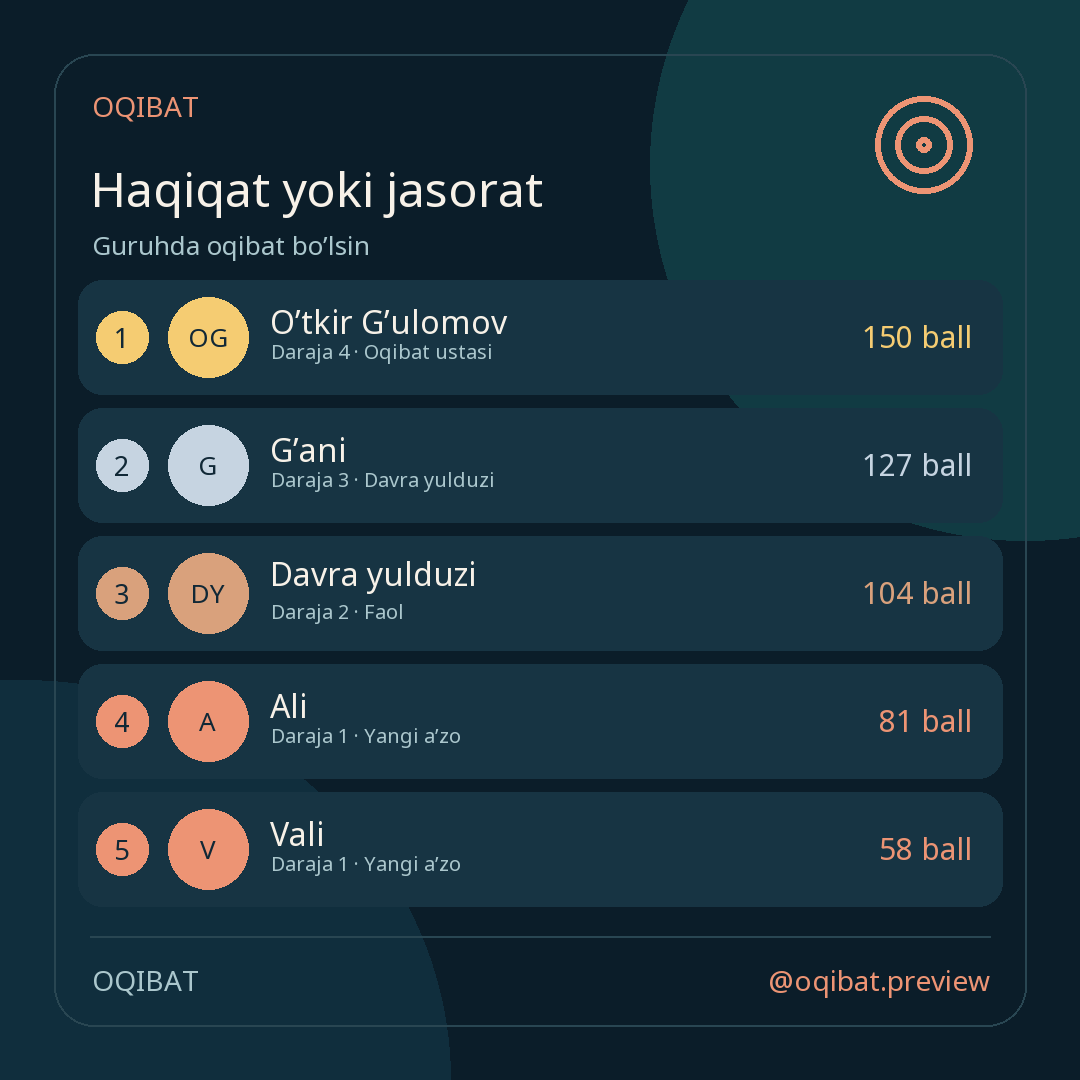 OQIBAT
Haqiqat yoki jasorat
Guruhda oqibat bo’lsin
1 OG O’tkir G’ulomov 150 ball
Daraja 4 · Oqibat ustasi
2 G G’ani 127 ball
Daraja 3 · Davra yulduzi
3 DY Davra yulduzi 104 ball
Daraja 2 · Faol
4 A Ali 81 ball
Daraja 1 · Yangi a’zo
5 V Vali 58 ball
Daraja 1 · Yangi a’zo
OQIBAT @oqibat.preview